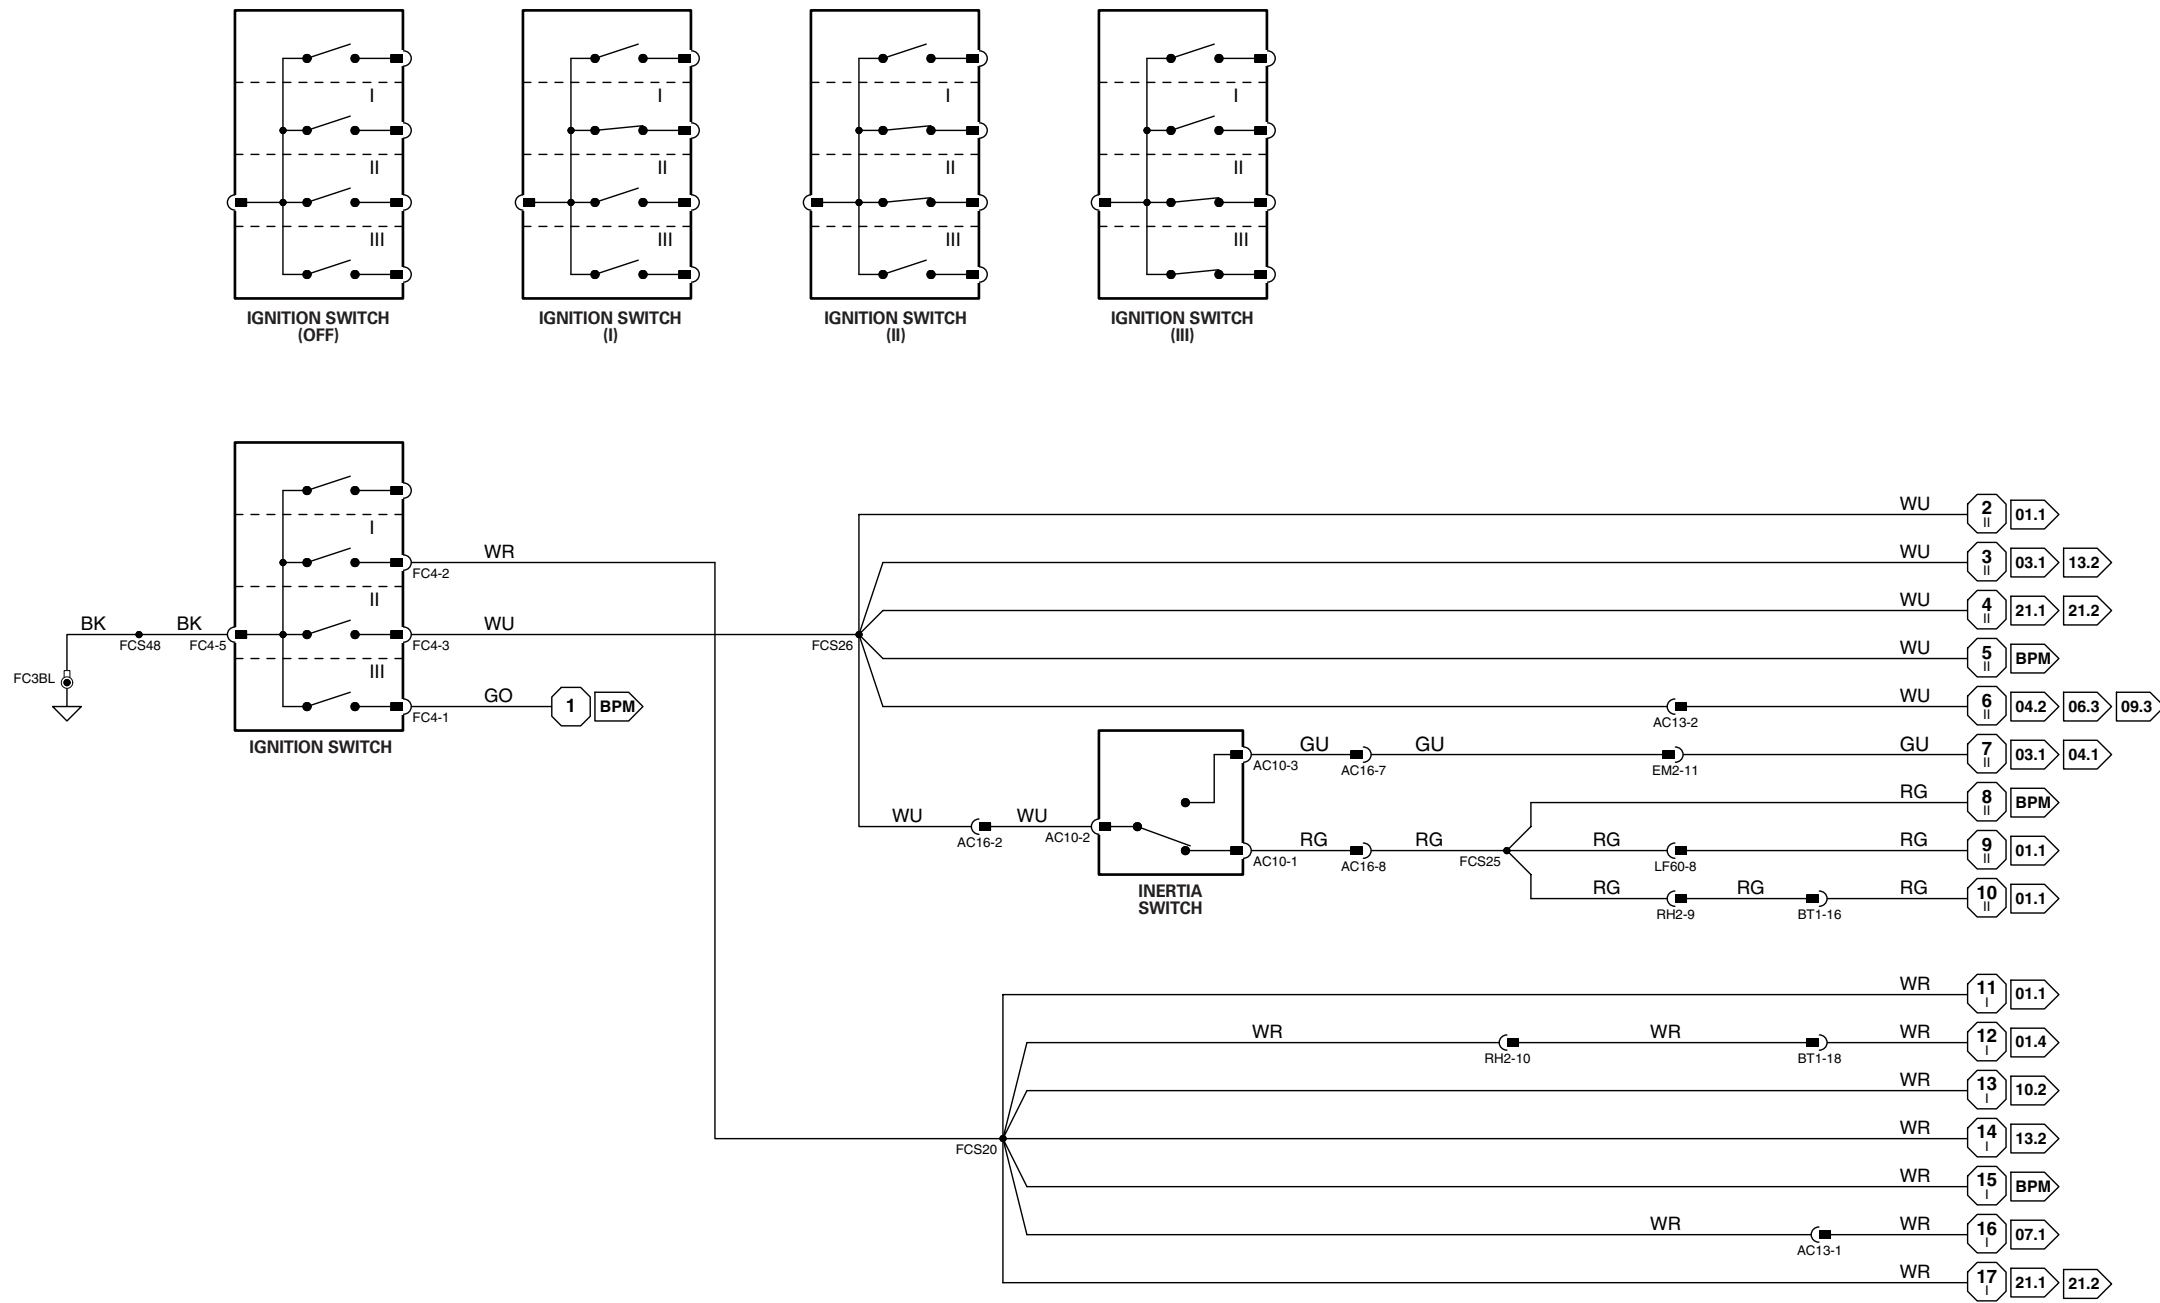 I
II
III
IGNITION SWITCH
(OFF)
I
II
III
IGNITION SWITCH
(I)
I
II
III
IGNITION SWITCH
(II)
I
II
III
IGNITION SWITCH
(III)
I
II
III
IGNITION SWITCH
BK
FCS48
BK
FC4-5
FC3BL
FC4-2
WR
FC4-3
WU
FC4-1
GO
1
BPM
FCS26
WU
2
II
01.1
WU
3
II
03.1
13.2
WU
4
II
21.1
21.2
WU
5
II
BPM
AC13-2
WU
6
II
04.2
06.3
09.3
WU
AC16-2
WU
AC10-2
INERTIA
SWITCH
AC10-3
GU
AC16-7
GU
EM2-11
GU
7
II
03.1
04.1
AC10-1
RG
AC16-8
RG
FCS25
RG
8
II
BPM
RG
LF60-8
RG
9
II
01.1
RG
RH2-9
RG
BT1-16
RG
10
II
01.1
FCS20
WR
11
I
01.1
WR
RH2-10
WR
BT1-18
WR
12
I
01.4
WR
13
I
10.2
WR
14
I
13.2
WR
15
I
BPM
WR
AC13-1
WR
16
I
07.1
WR
17
I
21.1
21.2